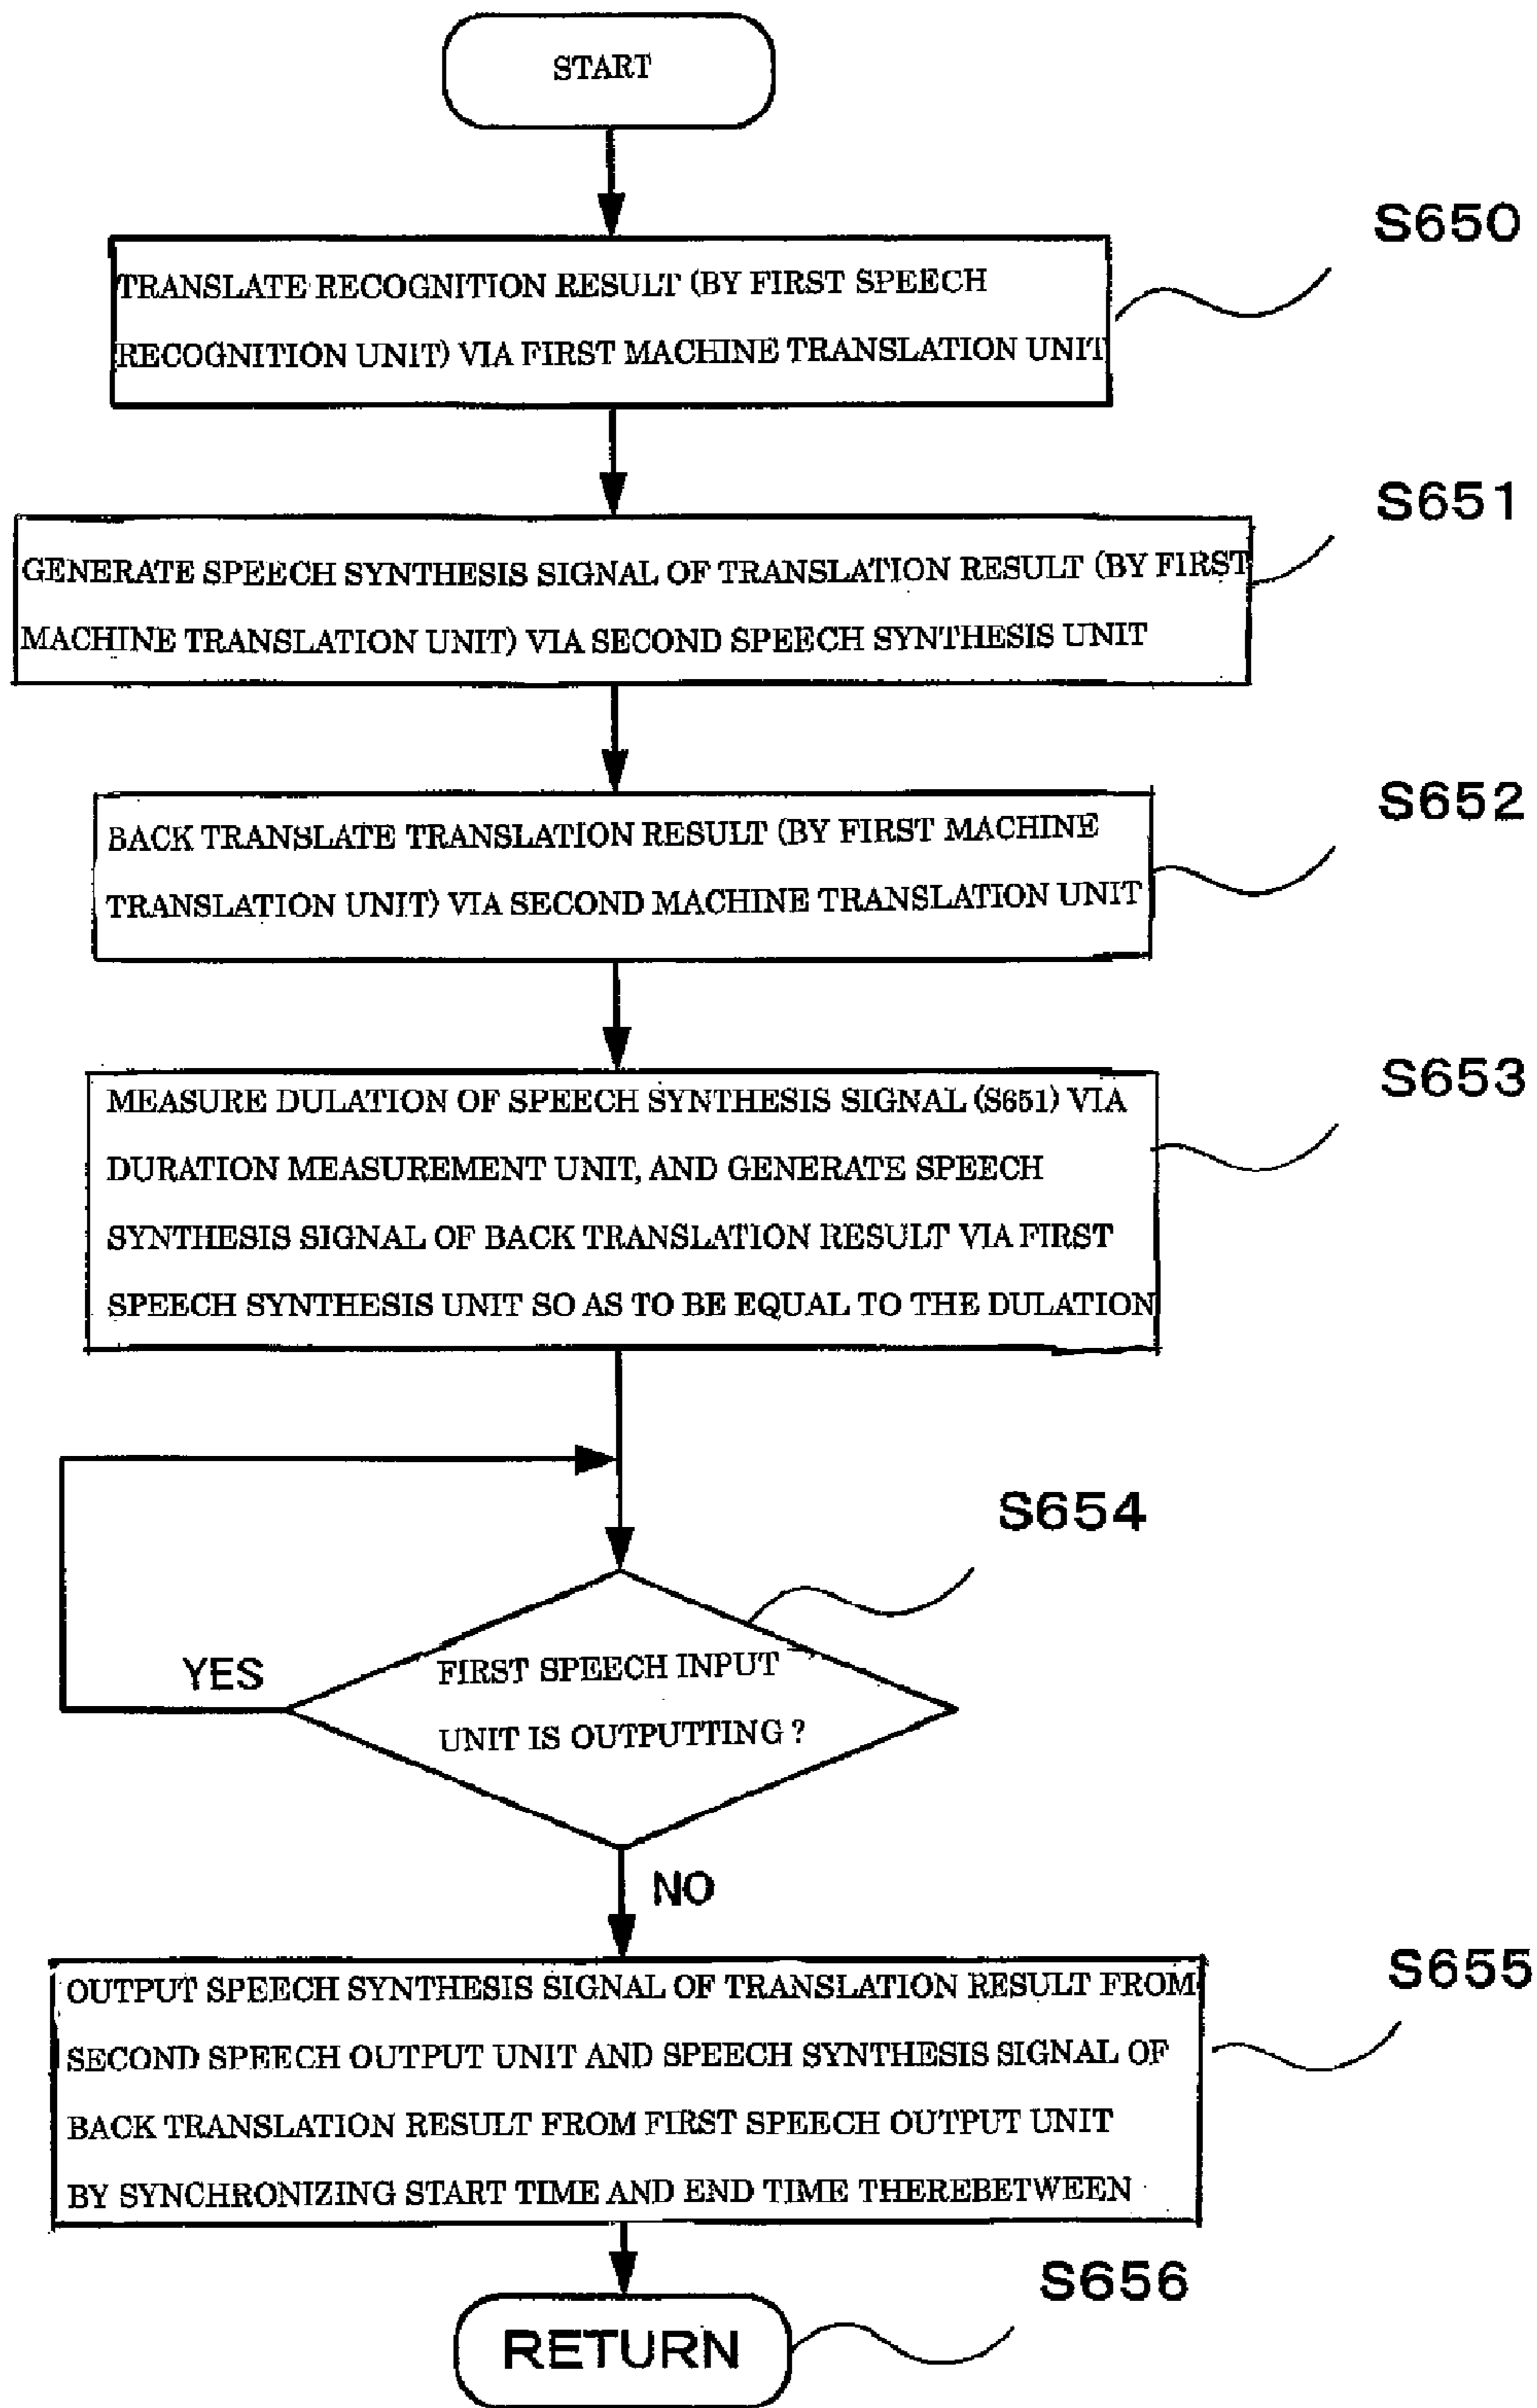 START
S650
TRANSLATE RECOGNITION RESULT (BY FIRST SPEECH
RECOGNITION UNIT) VIA FIRST MACHINE TRANSLATION UNIT
S651
GENERATE SPEECH SYNTHESIS SIGNAL OF TRANSLATION RESULT (BY FIRST
MACHINE TRANSLATION UNIT) VIA SECOND SPEECH SYNTHESIS UNIT
S652
BACK TRANSLATE TRANSLATION RESULT (BY FIRST MACHINE
TRANSLATION UNIT) VIA SECOND MACHINE TRANSLATION UNIT
S653
MEASURE DULATION OF SPEECH SYNTHESIS SIGNAL (S651) VIA
DURATION MEASUREMENT UNIT, AND GENERATE SPEECH
SYNTHESIS SIGNAL OF BACK TRANSLATION RESULT VIA FIRST
SPEECH SYNTHESIS UNIT SO AS TO BE EQUAL TO THE DULATION
S654
YES
FIRST SPEECH INPUT
UNIT IS OUTPUTTING ?
NO
S655
OUTPUT SPEECH SYNTHESIS SIGNAL OF TRANSLATION RESULT FROM
SECOND SPEECH OUTPUT UNIT AND SPEECH SYNTHESIS SIGNAL OF
BACK TRANSLATION RESULT FROM FIRST SPEECH OUTPUT UNIT
BY SYNCHRONIZING START TIME AND END TIME THEREBETWEEN
S656
RETURN